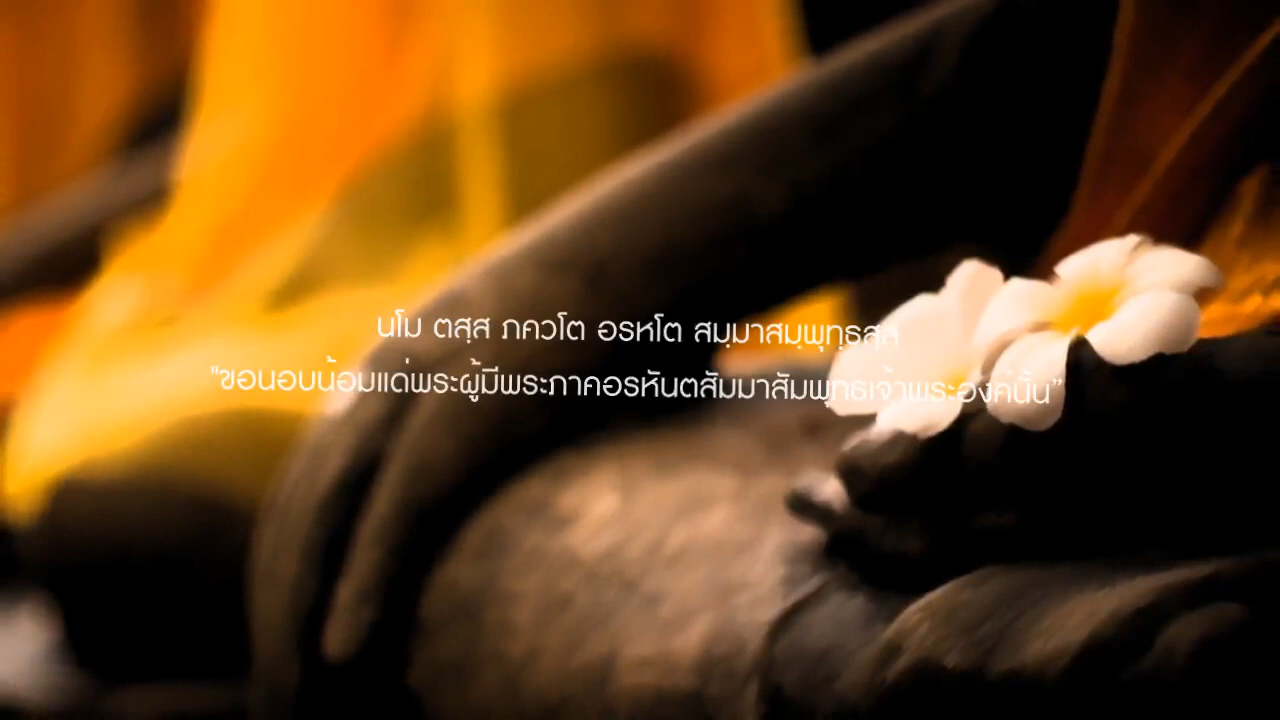 นโม ตสฺส ภควโต อรหโต สมฺมาสมฺพุทฺธสฺส
"ขอนอบน้อมแด่พระผู้มีพระภาคอรหันตสัมมาสัมพุทธเจ้าพระองค์นั้น”